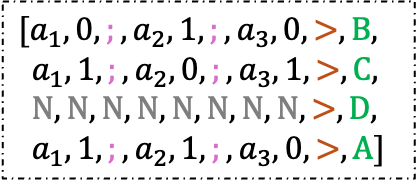 [a₁, 0, ;, a₂, 1, ;, a₃, 0, >, B,
a₁, 1, ;, a₂, 0, ;, a₃, 1, >, C,
N, N, N, N, N, N, N, N, >, D,
a₁, 1, ;, a₂, 1, ;, a₃, 0, >, A]